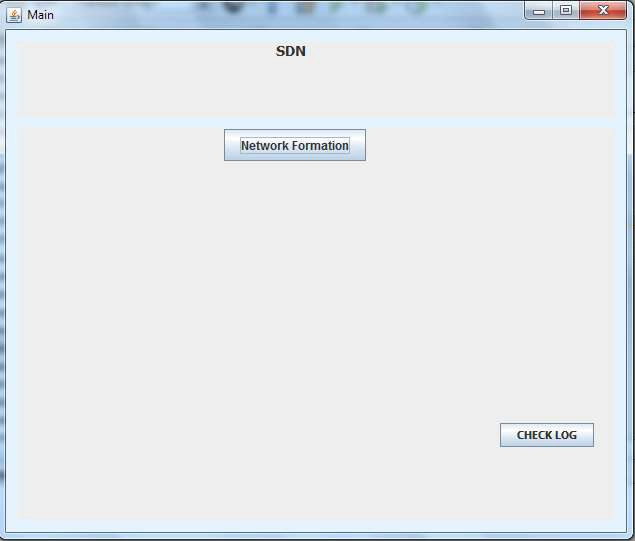 Main
SDN
Network Formation
CHECK LOG